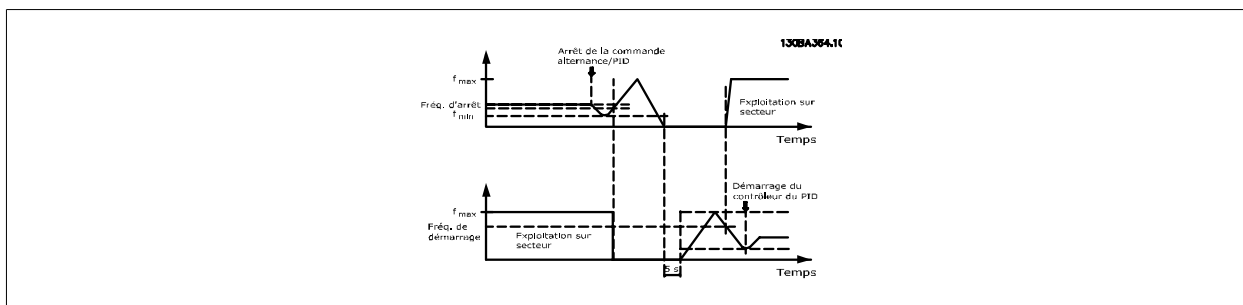 130BA364.10
Arrêt de la commande
alternance/PID
f max
Fréq. d'arrêt
f min
Exploitation sur
secteur
Temps
Démarrage du
contrôleur du PID
f max
Fréq. de
démarrage
Exploitation sur
secteur
5 s
Temps